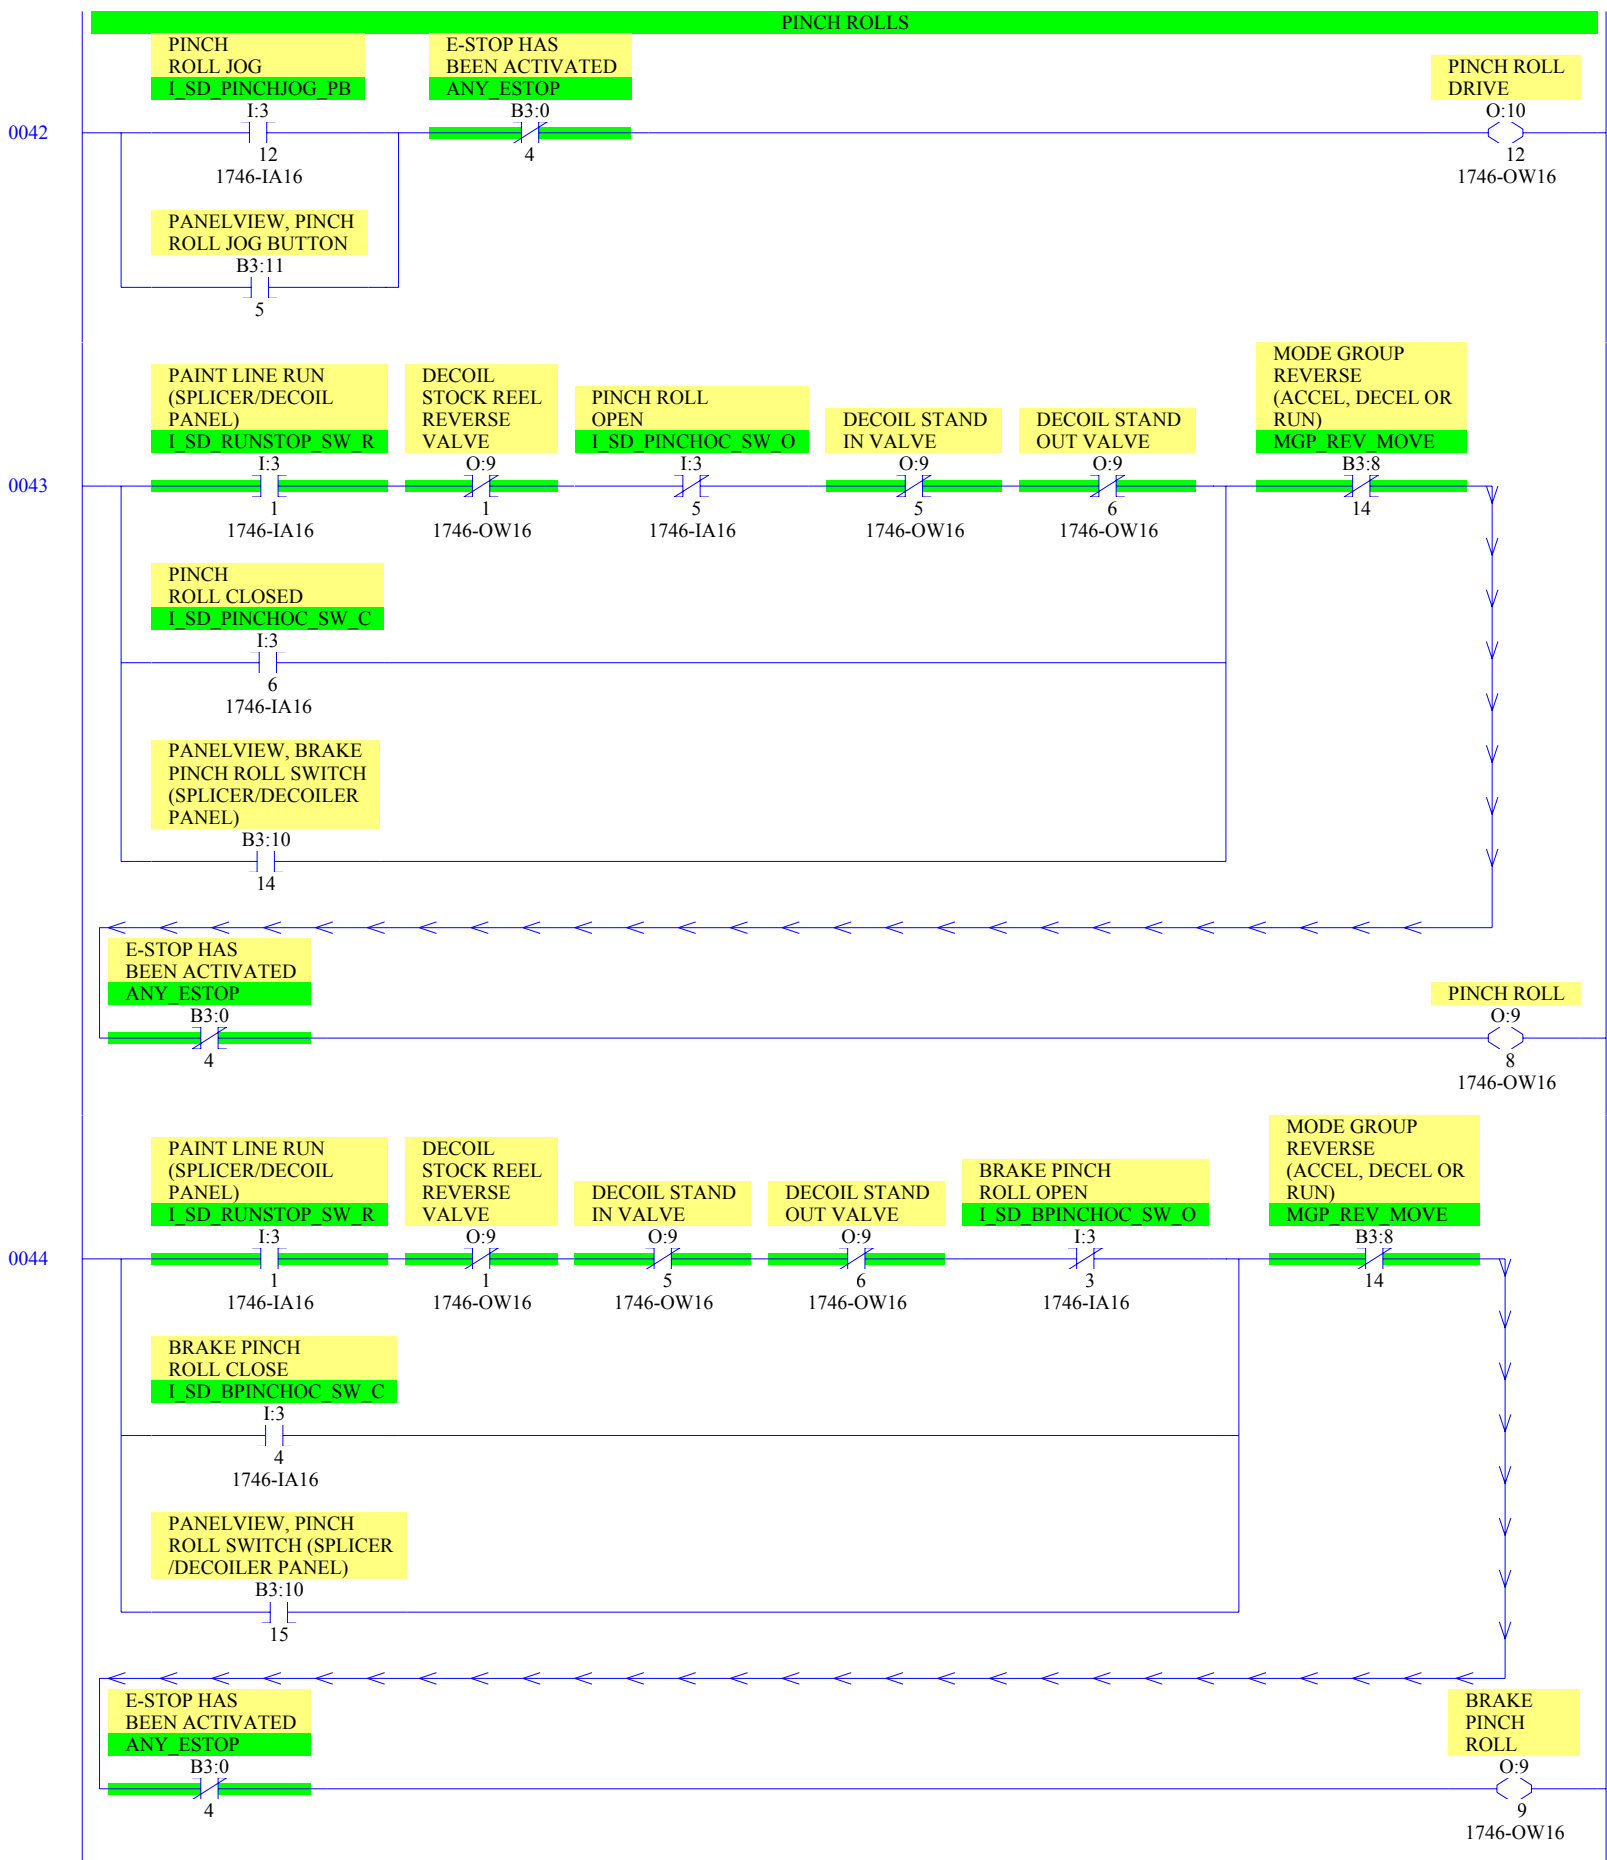 PINCH ROLLS
PINCH
ROLL JOG
I_SD_PINCHJOG_PB
I:3
12
1746-IA16
E-STOP HAS
BEEN ACTIVATED
ANY_ESTOP
B3:0
4
PINCH ROLL
DRIVE
O:10
12
1746-OW16
0042
PANELVIEW, PINCH
ROLL JOG BUTTON
B3:11
5
0043
PAINT LINE RUN
(SPLICER/DECOIL
PANEL)
I_SD_RUNSTOP_SW_R
I:3
1
1746-IA16
DECOIL
STOCK REEL
REVERSE
VALVE
O:9
1
1746-OW16
PINCH ROLL
OPEN
I_SD_PINCHOC_SW_O
I:3
5
1746-IA16
DECOIL STAND
IN VALVE
O:9
5
1746-OW16
DECOIL STAND
OUT VALVE
O:9
6
1746-OW16
MODE GROUP
REVERSE
(ACCEL, DECEL OR
RUN)
MGP_REV_MOVE
B3:8
14
PINCH
ROLL CLOSED
I_SD_PINCHOC_SW_C
I:3
6
1746-IA16
PANELVIEW, BRAKE
PINCH ROLL SWITCH
(SPLICER/DECOILER
PANEL)
B3:10
14
E-STOP HAS
BEEN ACTIVATED
ANY_ESTOP
B3:0
4
PINCH ROLL
O:9
8
1746-OW16
0044
PAINT LINE RUN
(SPLICER/DECOIL
PANEL)
I_SD_RUNSTOP_SW_R
I:3
1
1746-IA16
DECOIL
STOCK REEL
REVERSE
VALVE
O:9
1
1746-OW16
DECOIL STAND
IN VALVE
O:9
5
1746-OW16
DECOIL STAND
OUT VALVE
O:9
6
1746-OW16
BRAKE PINCH
ROLL OPEN
I_SD_BPINCHOC_SW_O
I:3
3
1746-IA16
MODE GROUP
REVERSE
(ACCEL, DECEL OR
RUN)
MGP_REV_MOVE
B3:8
14
BRAKE PINCH
ROLL CLOSE
I_SD_BPINCHOC_SW_C
I:3
4
1746-IA16
PANELVIEW, PINCH
ROLL SWITCH (SPLICER
/DECOILER PANEL)
B3:10
15
E-STOP HAS
BEEN ACTIVATED
ANY_ESTOP
B3:0
4
BRAKE
PINCH
ROLL
O:9
9
1746-OW16